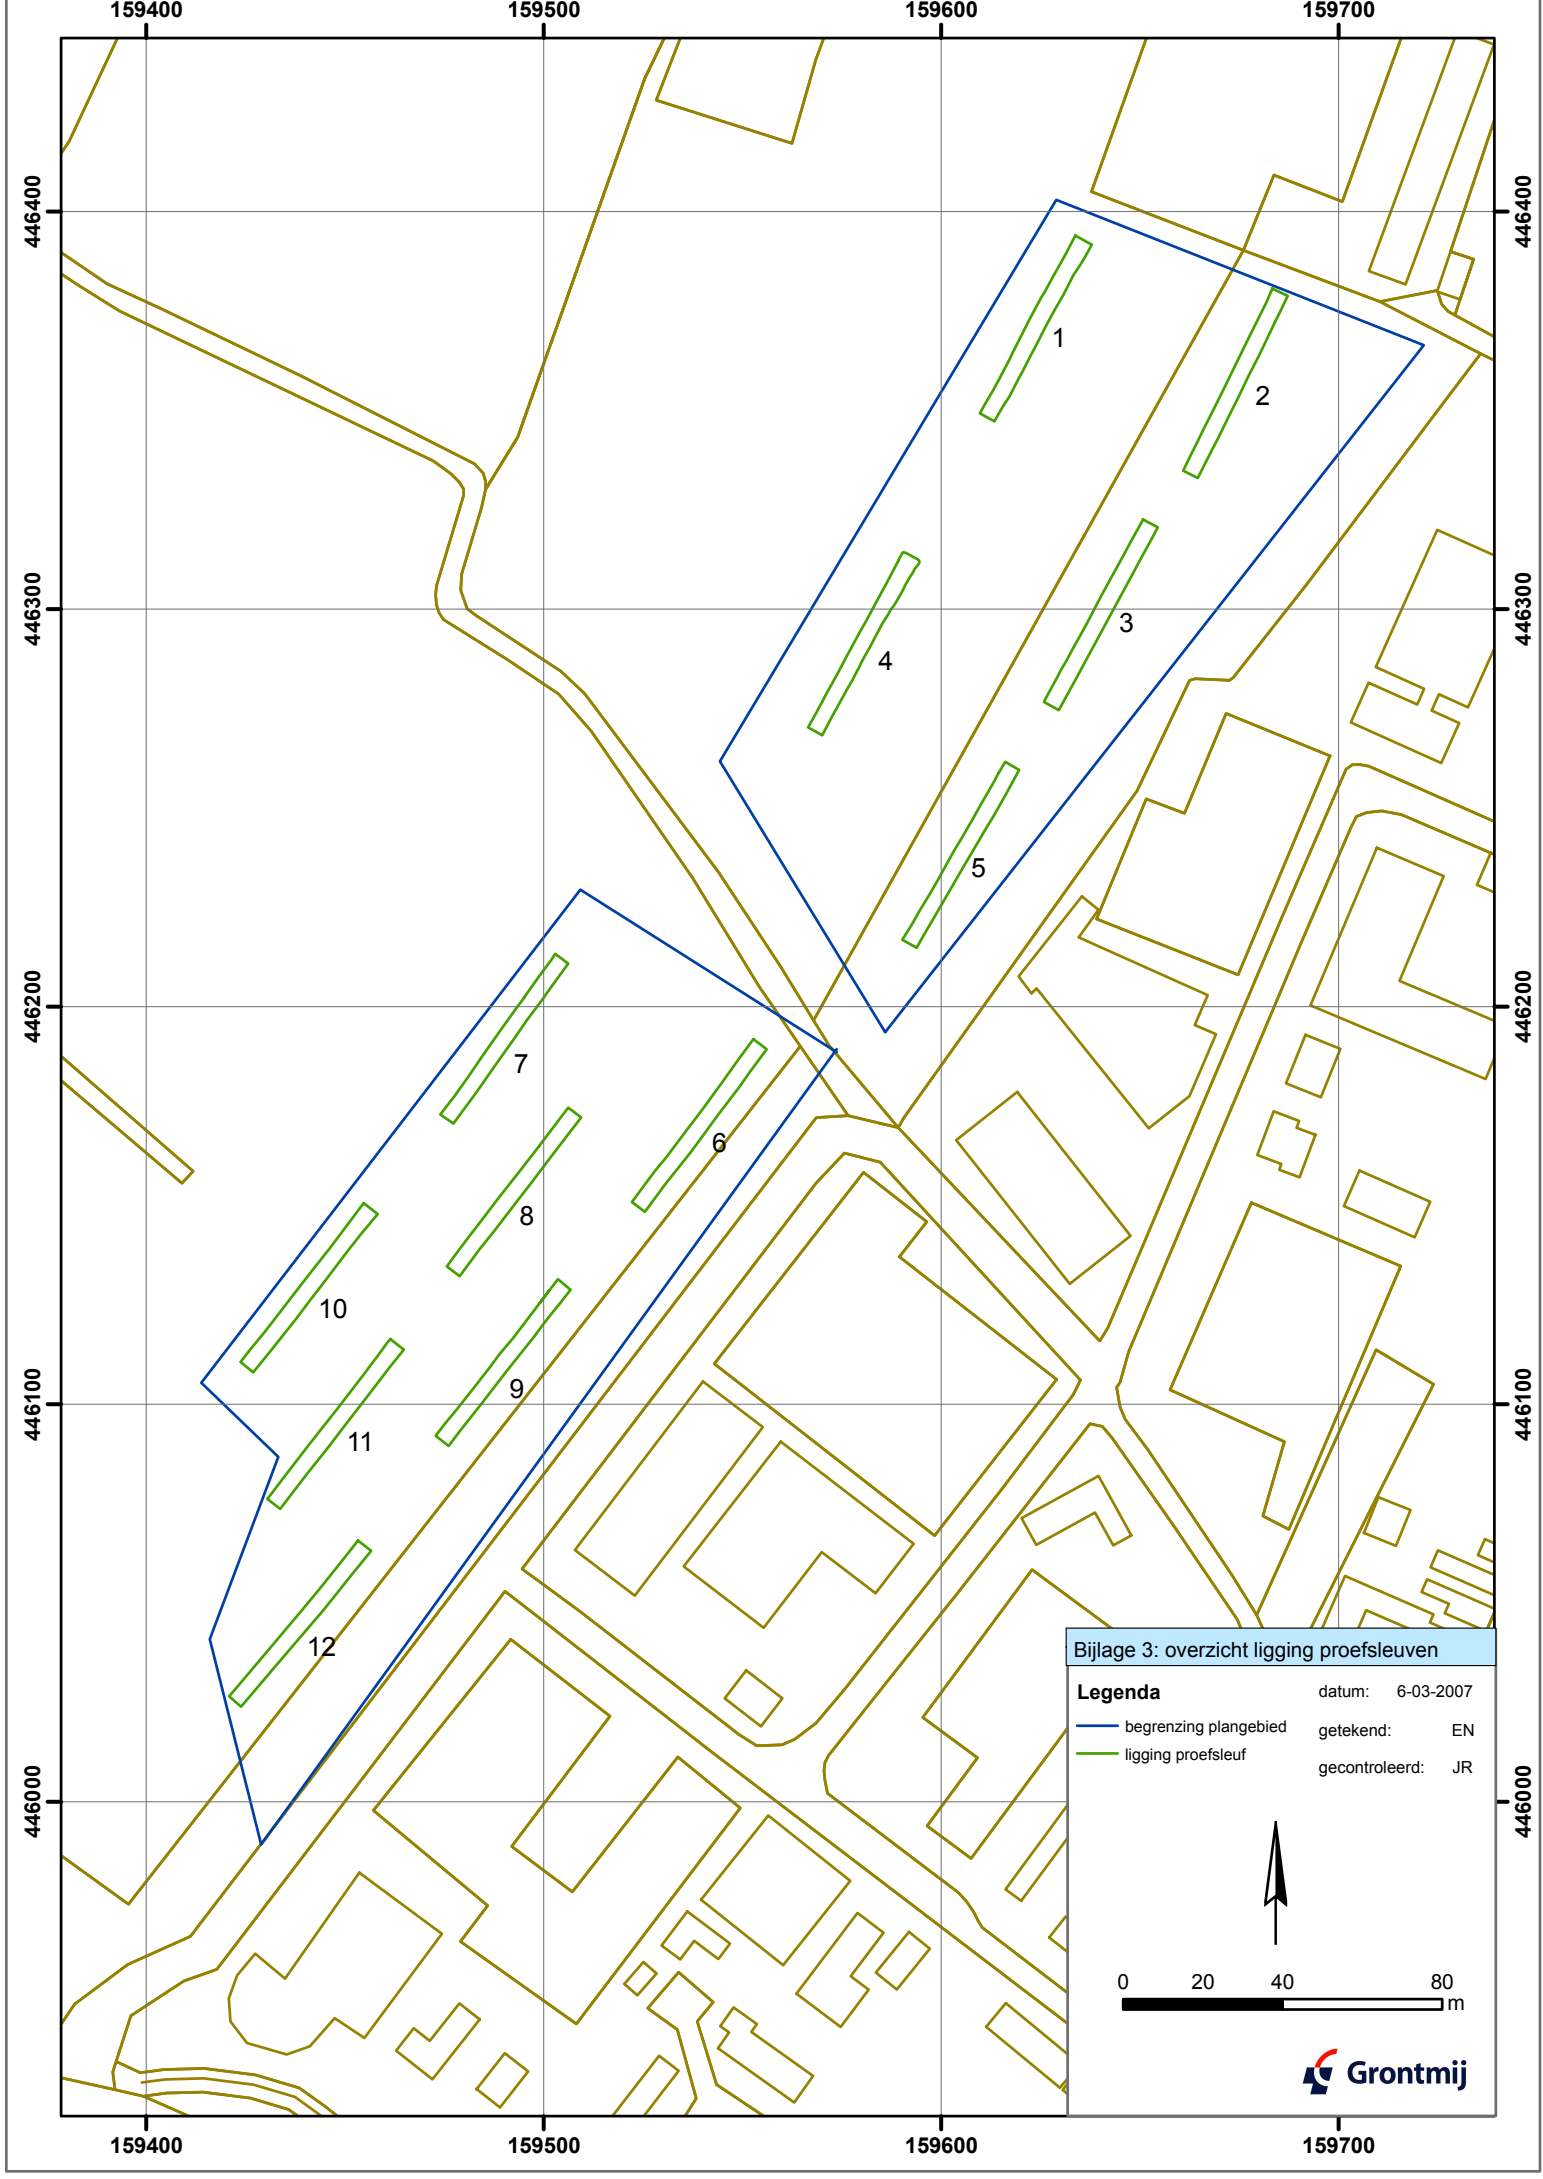 159400 159500 159600 159700
446400 446400
1
2
446300 446300
3
4
5
446200 446200
7
6
8
10
9
446100 446100
11
12
Bijlage 3: overzicht ligging proefsleuven
Legenda
begrenzing plangebied
ligging proefsleuf
datum: 6-03-2007
getekend: EN
gecontroleerd: JR
446000 446000
0 20 40 80
m
Grontmij
159400 159500 159600 159700